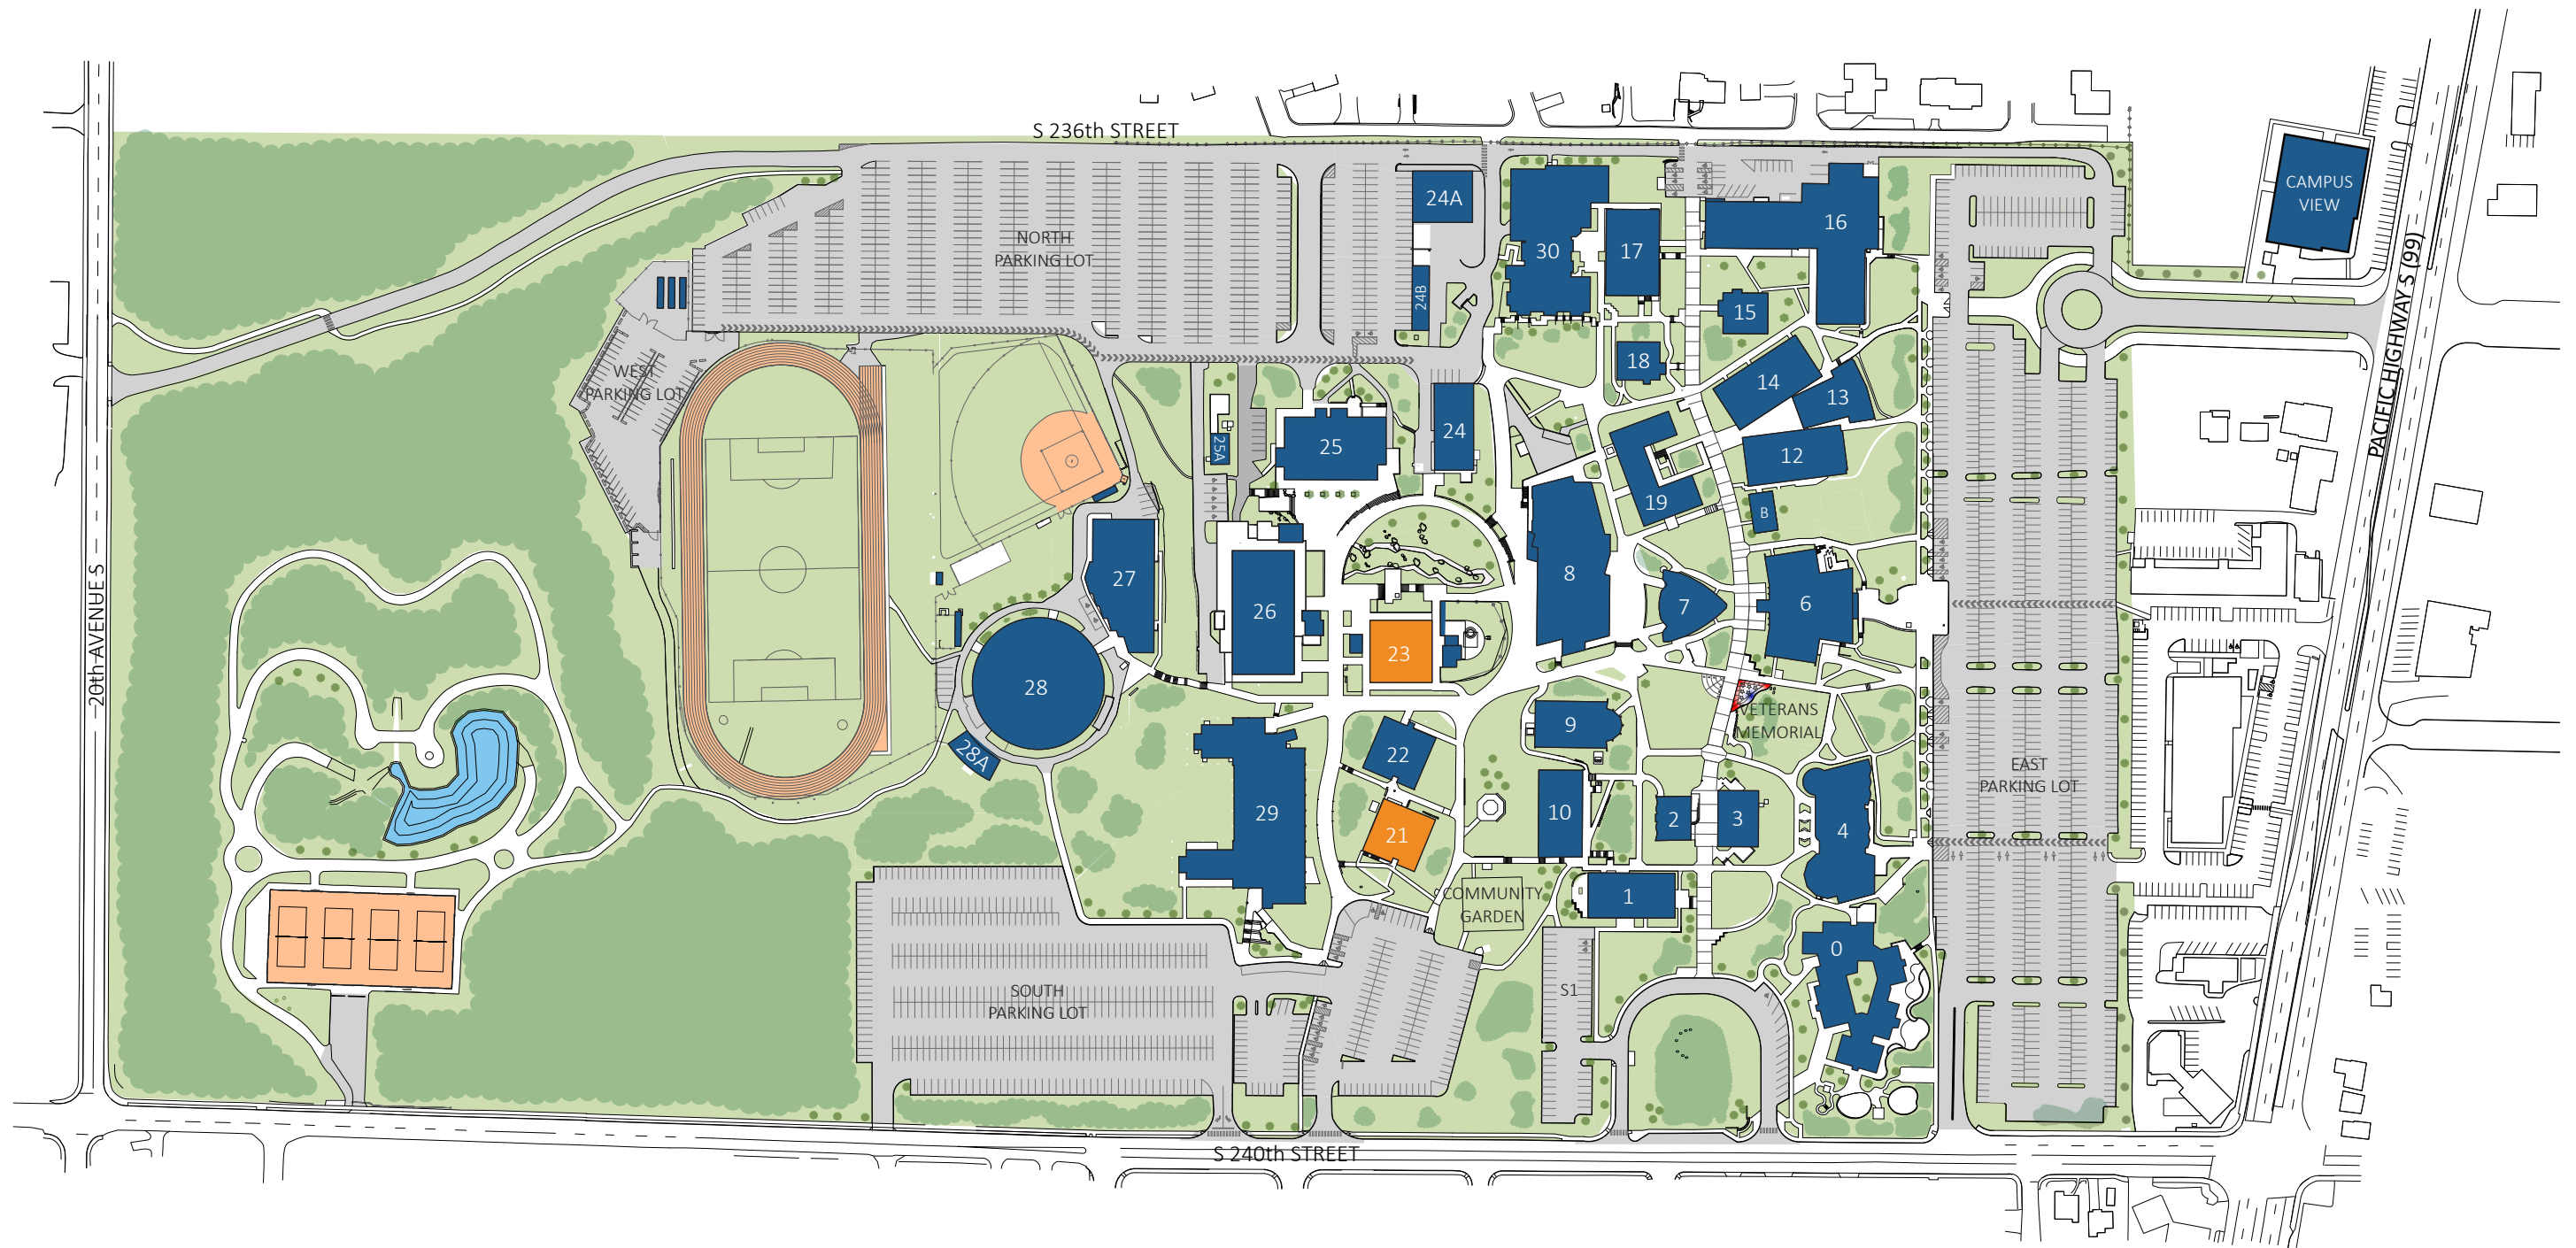 S 236th STREET
CAMPUS
VIEW
24A
30
17
16
NORTH
PARKING LOT
24B
15
PACIFIC HIGHWAY S (99)
18
14
13
WEST
PARKING LOT
24
25
25A
12
19
B
8
27
26
7
6
23
28
20th AVENUE S
VETERANS
MEMORIAL
9
22
28A
EAST
PARKING LOT
29
10
2
3
4
21
COMMUNITY
GARDEN
1
0
SOUTH
PARKING LOT
S1
S 240th STREET